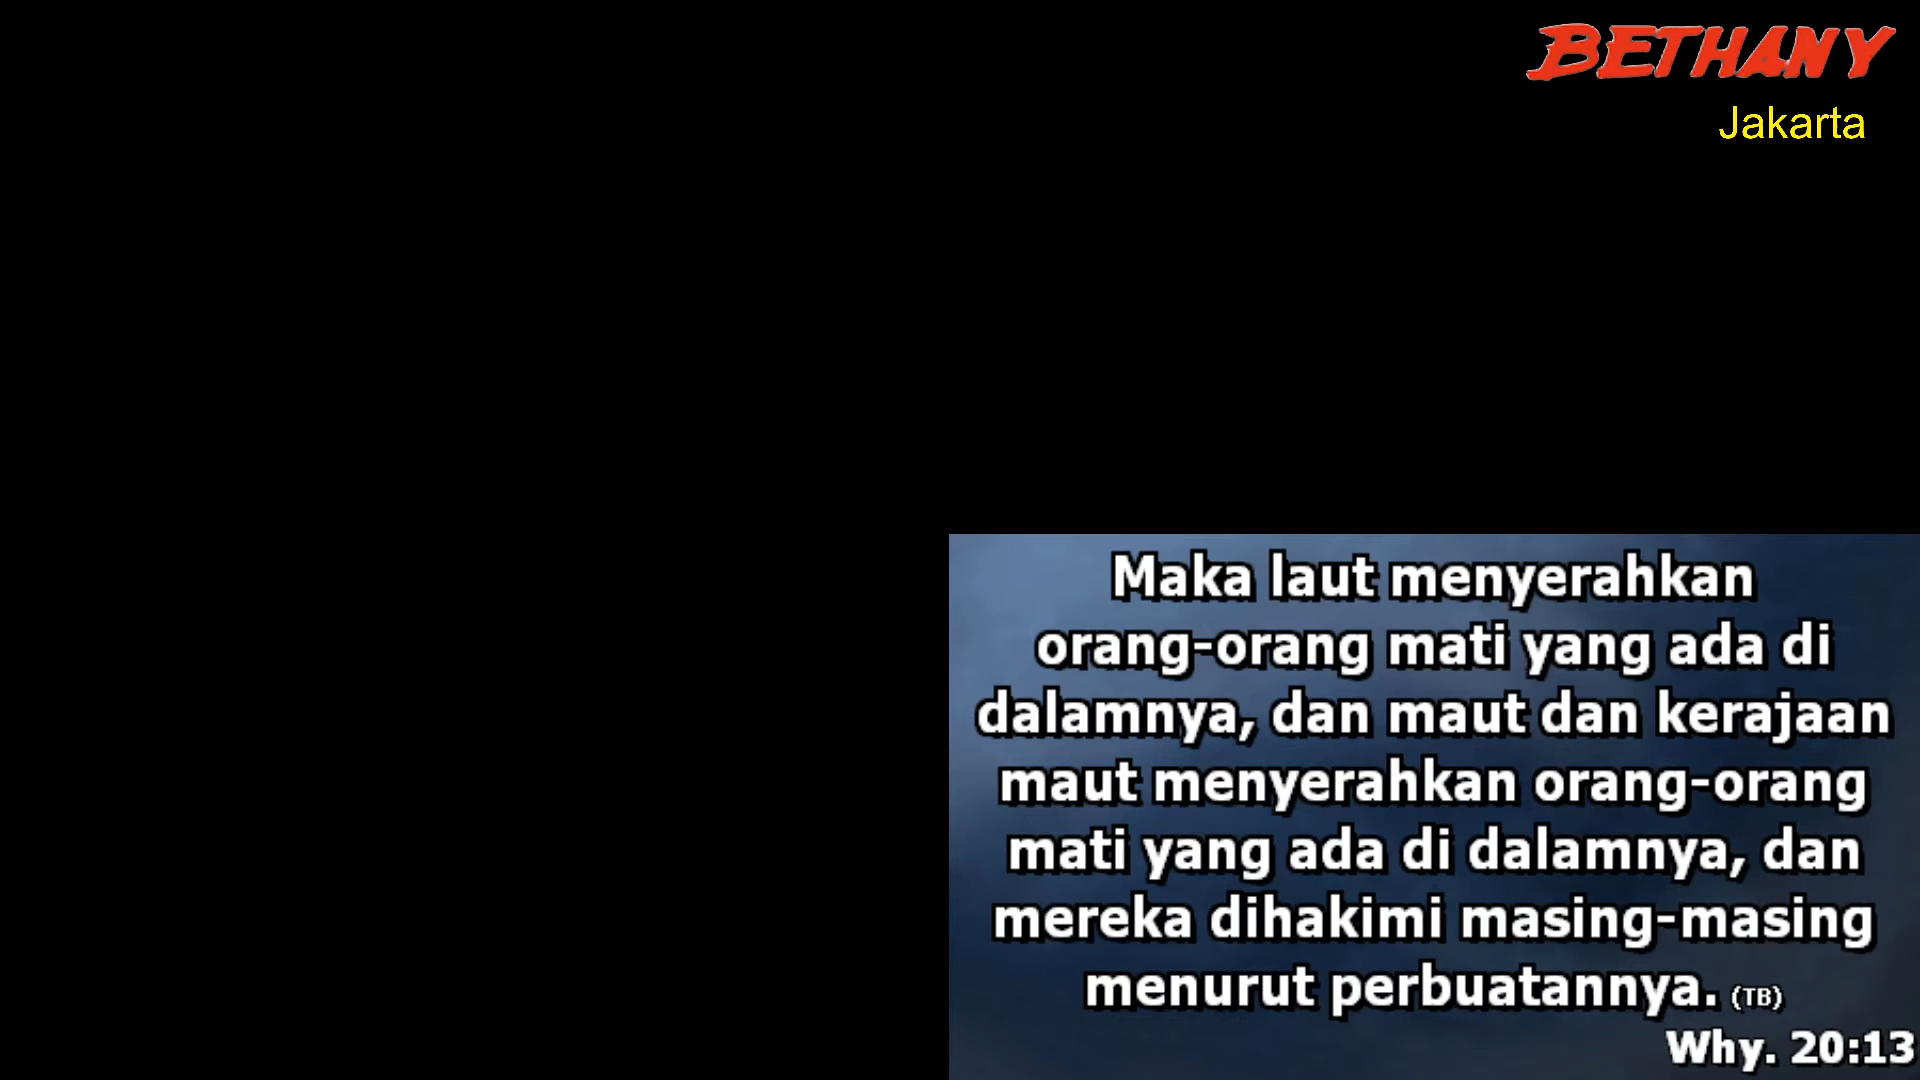 BETHANY
Jakarta
Maka laut menyerahkan
orang-orang mati yang ada di
dalamnya, dan maut dan kerajaan
maut menyerahkan orang-orang
mati yang ada di dalamnya, dan
mereka dihakimi masing-masing
menurut perbuatannya. (TB)
Why. 20:13